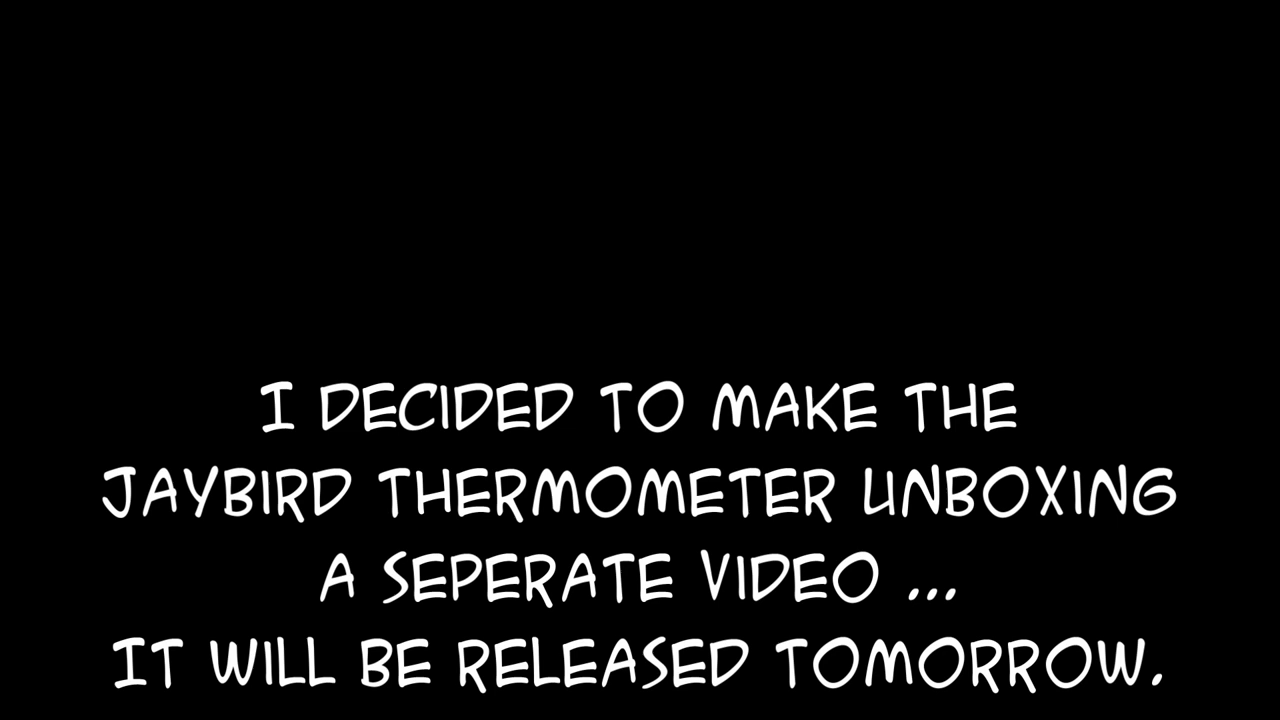 I DECIDED TO MAKE THE
JAYBIRD THERMOMETER UNBOXING
A SEPERATE VIDEO ...
IT WILL BE RELEASED TOMORROW.